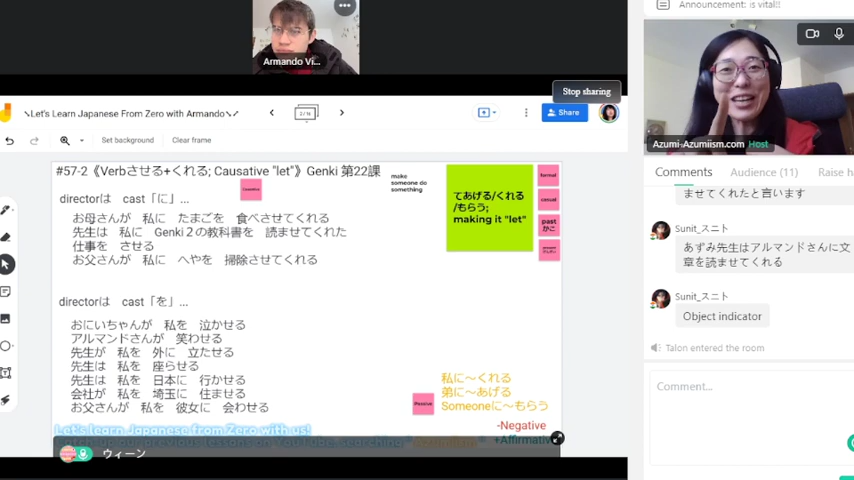 Announcement: is vital!!
Armando Vi...
Stop sharing
↘Let's Learn Japanese From Zero with Armando↘↗
2/16
Share
Set background
Clear frame
#57-2《Verbさせる+くれる; Causative "let"》Genki 第22課
make
someone do
something
てあげる/くれる
/もらう;
making it "let"
formal
casual
past
かこ
directorは cast「に」...
お母さんが 私に たまごを 食べさせてくれる
先生は 私に Genki２の教科書を 読ませてくれた
仕事を させる
お父さんが 私に へやを 掃除させてくれる
directorは cast「を」...
おにいちゃんが 私を 泣かせる
アルマンドさんが 笑わせる
先生が 私を 外に 立たせる
先生は 私を 座らせる
先生は 私を 日本に 行かせる
会社が 私を 埼玉に 住ませる
お父さんが 私を 彼女に 会わせる
私に～くれる
弟に～あげる
Someoneに～もらう
Passive
-Negative
+Affirmativ
Let's learn Japanese from Zero with us!
ウィーン
Azumi-Azumiism.com Host
Comments
Audience (11)
Raise h
ませてくれたと言います
Sunit_スニト
あずみ先生はアルマンドさんに文
章を読ませてくれる
Sunit_スニト
Object indicator
Talon entered the room
Comment...